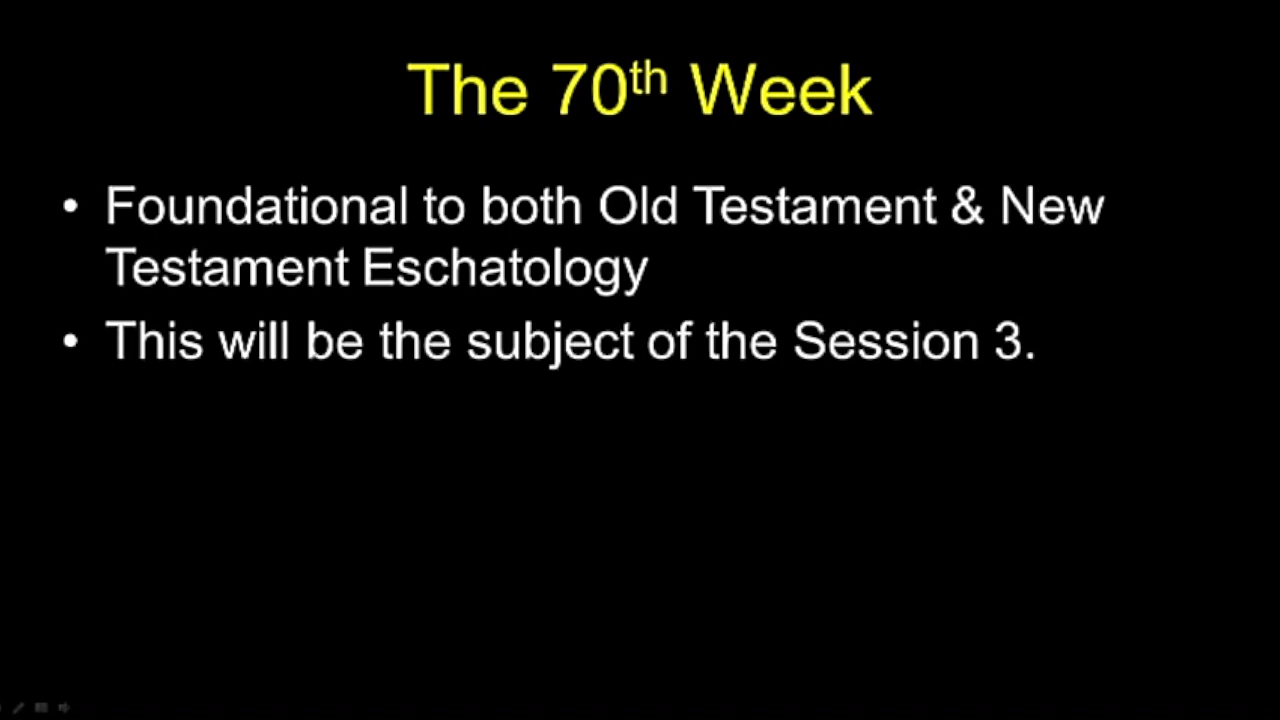 The 70th Week
• Foundational to both Old Testament & New
Testament Eschatology
• This will be the subject of the Session 3.